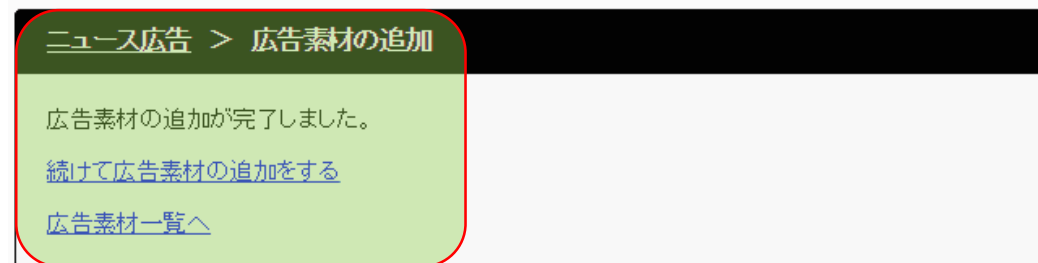 ニュース広告 ＞ 広告素材の追加
広告素材の追加が完了しました。
続けて広告素材の追加をする
広告素材一覧へ